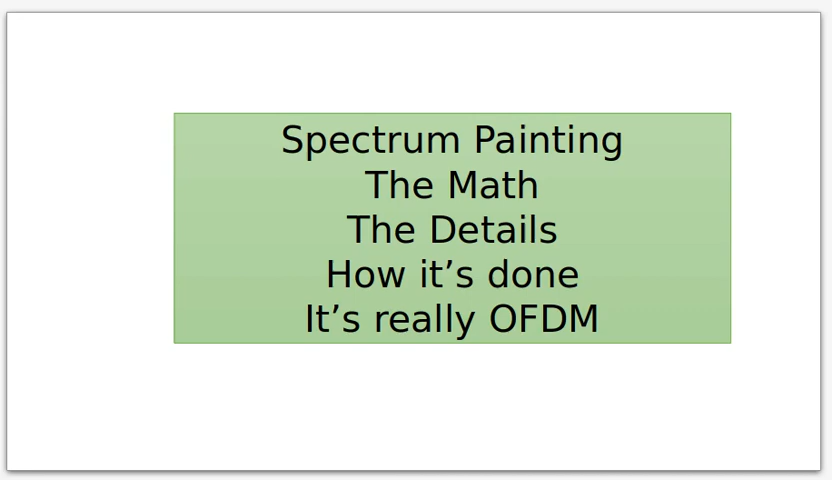 Spectrum Painting
The Math
The Details
How it’s done
It’s really OFDM